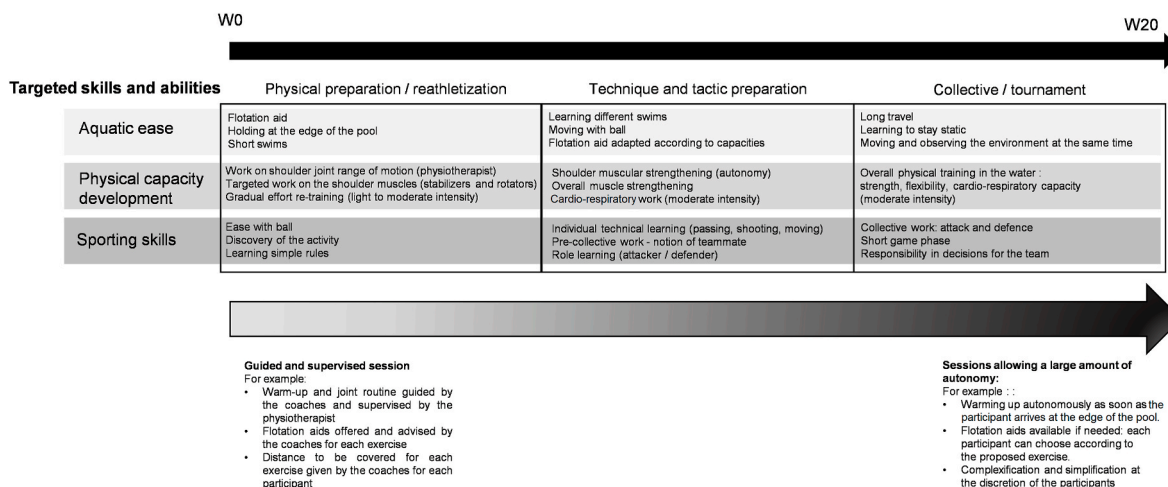 W0
W20
Targeted skills and abilities
Physical preparation / reathletization
Technique and tactic preparation
Collective / tournament
Aquatic ease
Flotation aid
Holding at the edge of the pool
Short swims
Learning different swims
Moving with ball
Flotation aid adapted according to capacities
Long travel
Learning to stay static
Moving and observing the environment at the same time
Physical capacity
development
Work on shoulder joint range of motion (physiotherapist)
Targeted work on the shoulder muscles (stabilizers and rotators)
Gradual effort re-training (light to moderate intensity)
Shoulder muscular strengthening (autonomy)
Overall muscle strengthening
Cardio-respiratory work (moderate intensity)
Overall physical training in the water :
strength, flexibility, cardio-respiratory capacity
(moderate intensity)
Sporting skills
Ease with ball
Discovery of the activity
Learning simple rules
Individual technical learning (passing, shooting, moving)
Pre-collective work - notion of teammate
Role learning (attacker / defender)
Collective work: attack and defence
Short game phase
Responsibility in decisions for the team
Guided and supervised session
For example:
• Warm-up and joint routine guided by
the coaches and supervised by the
physiotherapist
• Flotation aids offered and advised by
the coaches for each exercise
• Distance to be covered for each
exercise given by the coaches for each
participant
Sessions allowing a large amount of
autonomy:
For example : :
• Warming up autonomously as soon as the
participant arrives at the edge of the pool.
• Flotation aids available if needed: each
participant can choose according to
the proposed exercise.
• Complexification and simplification at
the discretion of the participants